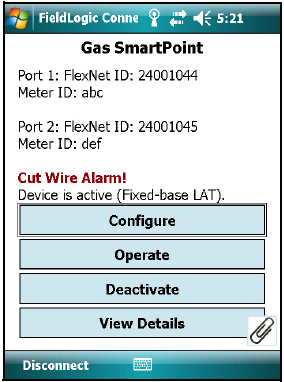 FieldLogic Conne 5:21
Gas SmartPoint
Port 1: FlexNet ID: 24001044
Meter ID: abc
Port 2: FlexNet ID: 24001045
Meter ID: def
Cut Wire Alarm!
Device is active (Fixed-base LAT).
Configure
Operate
Deactivate
View Details
Disconnect